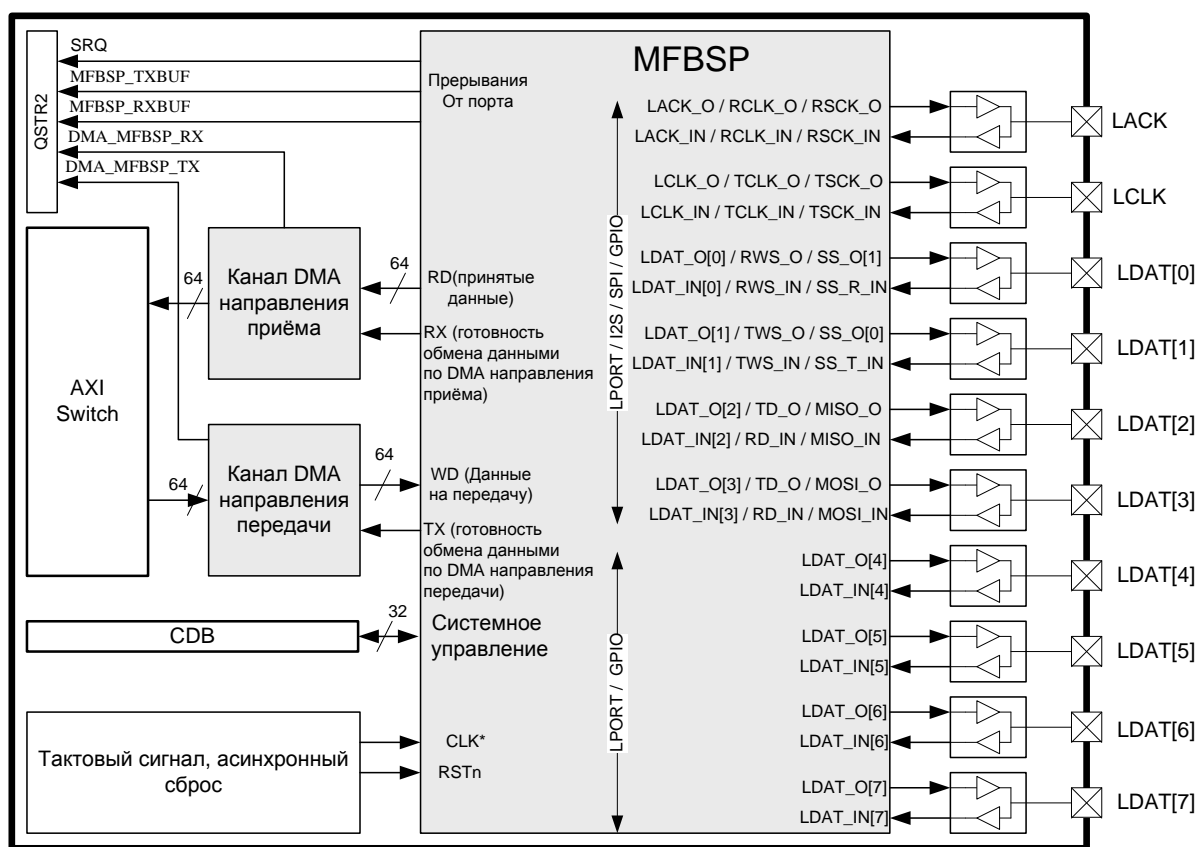 MFBSP
QSTR2
SRQ
MFBSP_TXBUF
MFBSP_RXBUF
DMA_MFBSP_RX
DMA_MFBSP_TX
Прерывания
От порта
AXI
Switch
64
Канал DMA
направления
приёма
64
RD(принятые
данные)
RX (готовность
обмена данными
по DMA направления
приёма)
64
Канал DMA
направления
передачи
64
WD (Данные
на передачу)
TX (готовность
обмена данными
по DMA направления
передачи)
CDB
32
Системное
управление
Тактовый сигнал, асинхронный
сброс
CLK*
RSTn
LPORT / I2S / SPI / GPIO
LPORT / GPIO
LACK_O / RCLK_O / RSCK_O
LACK_IN / RCLK_IN / RSCK_IN
LACK
LCLK_O / TCLK_O / TSCK_O
LCLK_IN / TCLK_IN / TSCK_IN
LCLK
LDAT_O[0] / RWS_O / SS_O[1]
LDAT_IN[0] / RWS_IN / SS_R_IN
LDAT[0]
LDAT_O[1] / TWS_O / SS_O[0]
LDAT_IN[1] / TWS_IN / SS_T_IN
LDAT[1]
LDAT_O[2] / TD_O / MISO_O
LDAT_IN[2] / RD_IN / MISO_IN
LDAT[2]
LDAT_O[3] / TD_O / MOSI_O
LDAT_IN[3] / RD_IN / MOSI_IN
LDAT[3]
LDAT_O[4]
LDAT_IN[4]
LDAT[4]
LDAT_O[5]
LDAT_IN[5]
LDAT[5]
LDAT_O[6]
LDAT_IN[6]
LDAT[6]
LDAT_O[7]
LDAT_IN[7]
LDAT[7]